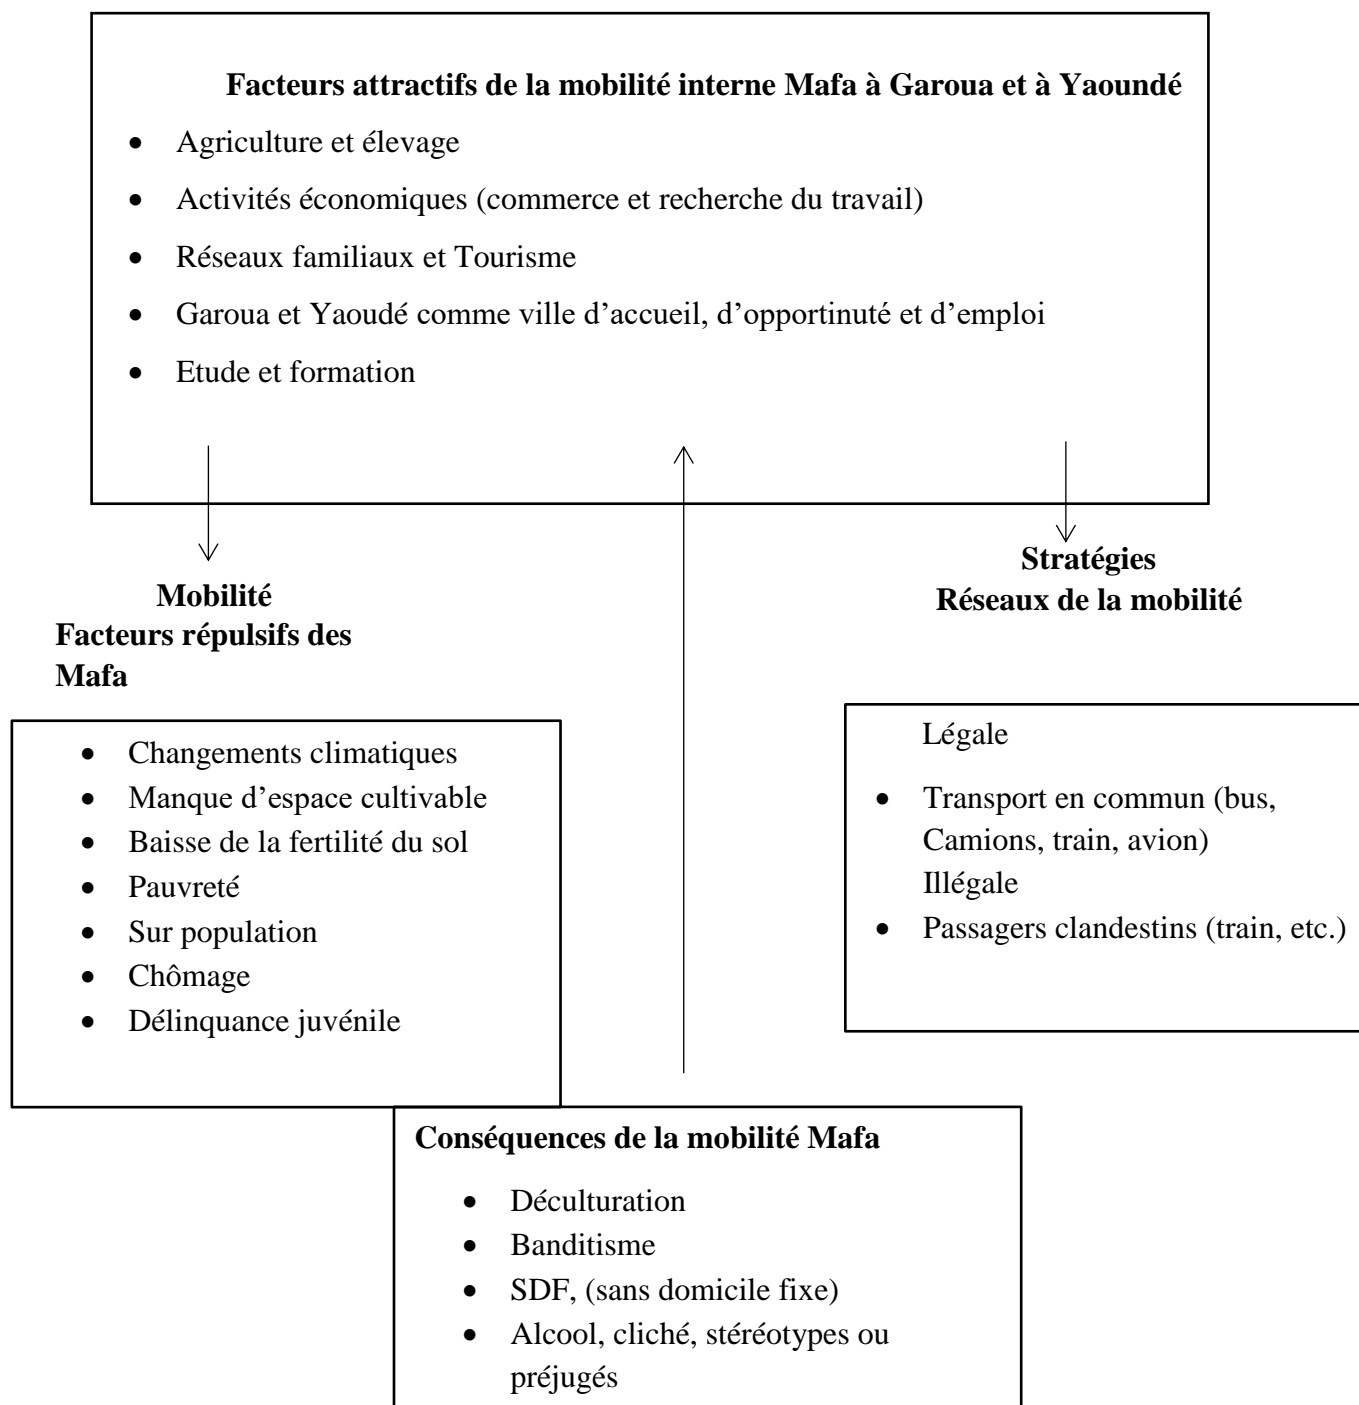 Facteurs attractifs de la mobilité interne Mafa à Garoua et à Yaoundé
• Agriculture et élevage
• Activités économiques (commerce et recherche du travail)
• Réseaux familiaux et Tourisme
• Garoua et Yaoudé comme ville d’accueil, d’opportinuté et d’emploi
• Etude et formation
Mobilité
Facteurs répulsifs des
Mafa
• Changements climatiques
• Manque d’espace cultivable
• Baisse de la fertilité du sol
• Pauvreté
• Sur population
• Chômage
• Délinquance juvénile
Stratégies
Réseaux de la mobilité
Légale
• Transport en commun (bus,
Camions, train, avion)
Illégale
• Passagers clandestins (train, etc.)
Conséquences de la mobilité Mafa
• Déculturation
• Banditisme
• SDF, (sans domicile fixe)
• Alcool, cliché, stéréotypes ou
préjugés